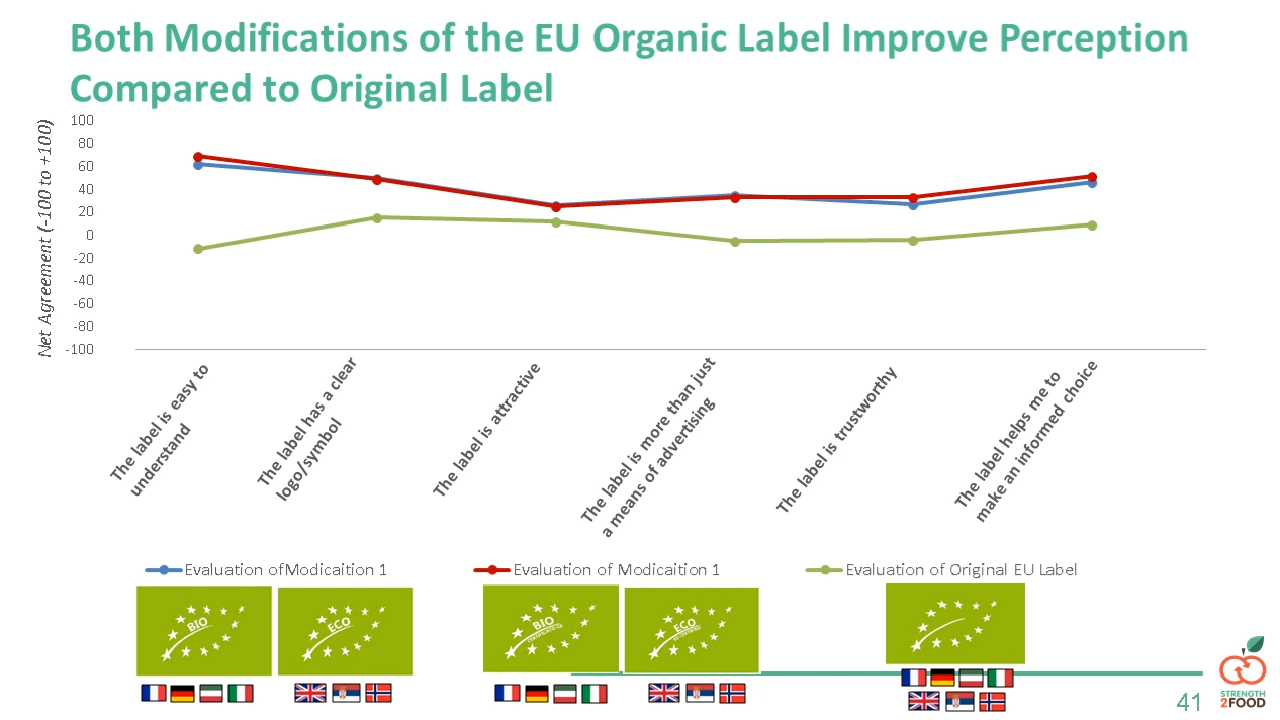 Both Modifications of the EU Organic Label Improve Perception
Compared to Original Label
Net Agreement (-100 to +100)
100
80
60
40
20
0
-20
-40
-60
-80
-100
The label is easy to
understand
The label has a clear
logo/symbol
The label is attractive
The label is more than just
a means of advertising
The label is trustworthy
The label helps me to
make an informed choice
Evaluation ofModicaition 1
Evaluation of Modicaition 1
Evaluation of Original EU Label
BIO
ECO
BIO
ECO
41
STRENGTH
2FOOD